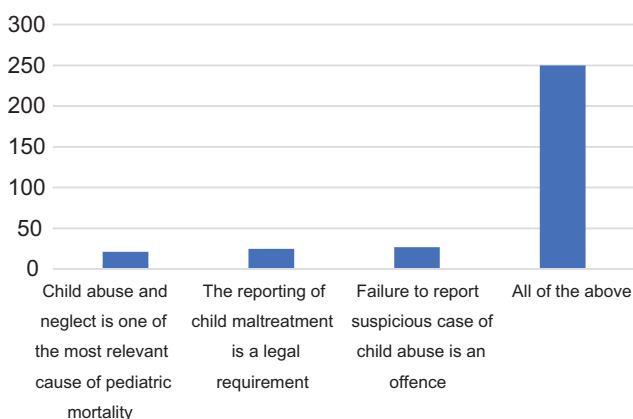 300
250
200
150
100
50
0
Child abuse and
neglect is one of
the most relevant
cause of pediatric
mortality
The reporting of
child maltreatment
is a legal
requirement
Failure to report
suspicious case of
child abuse is an
offence
All of the above